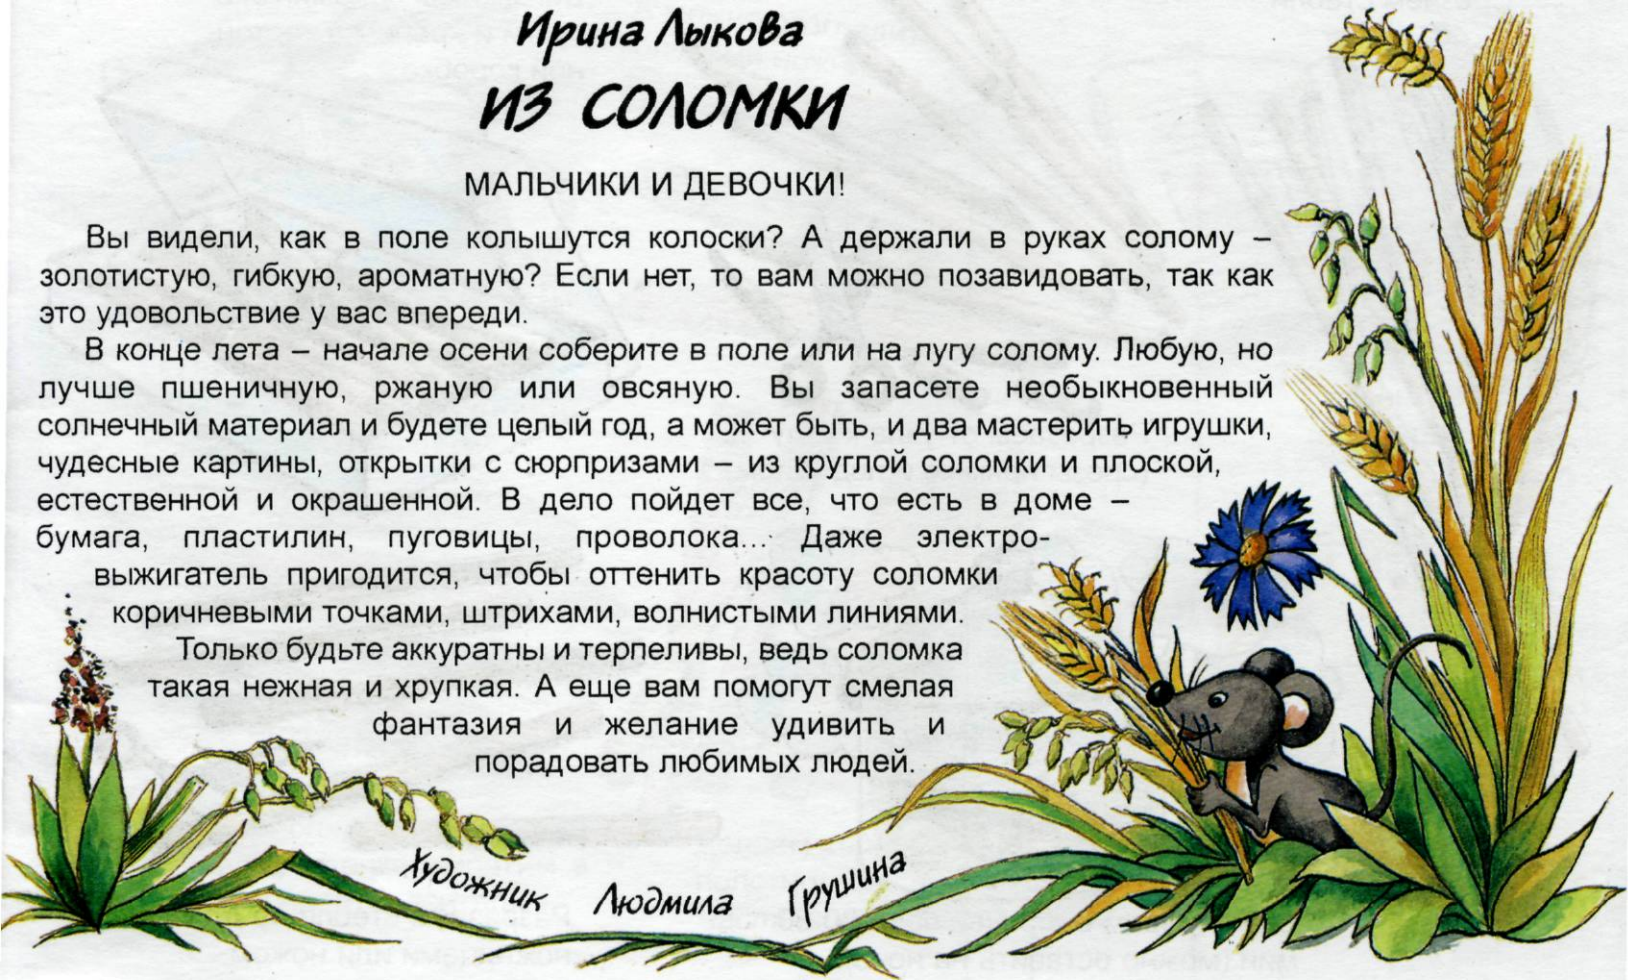 Ирина Лыкова
ИЗ СОЛОМКИ
МАЛЬЧИКИ И ДЕВОЧКИ!
Вы видели, как в поле колышутся колоски? А держали в руках солому –
золотистую, гибкую, ароматную? Если нет, то вам можно позавидовать, так как
это удовольствие у вас впереди.
В конце лета – начале осени соберите в поле или на лугу солому. Любую, но
лучше пшеничную, ржаную или овсяную. Вы запасете необыкновенный
солнечный материал и будете целый год, а может быть, и два мастерить игрушки,
чудесные картины, открытки с сюрпризами – из круглой соломки и плоской,
естественной и окрашенной. В дело пойдет все, что есть в доме –
бумага, пластилин, пуговицы, проволока... Даже электро-
выжигатель пригодится, чтобы оттенить красоту соломки
коричневыми точками, штрихами, волнистыми линиями.
Только будьте аккуратны и терпеливы, ведь соломка
такая нежная и хрупкая. А еще вам помогут смелая
фантазия и желание удивить и
порадовать любимых людей.
Художник Людмила Грушина